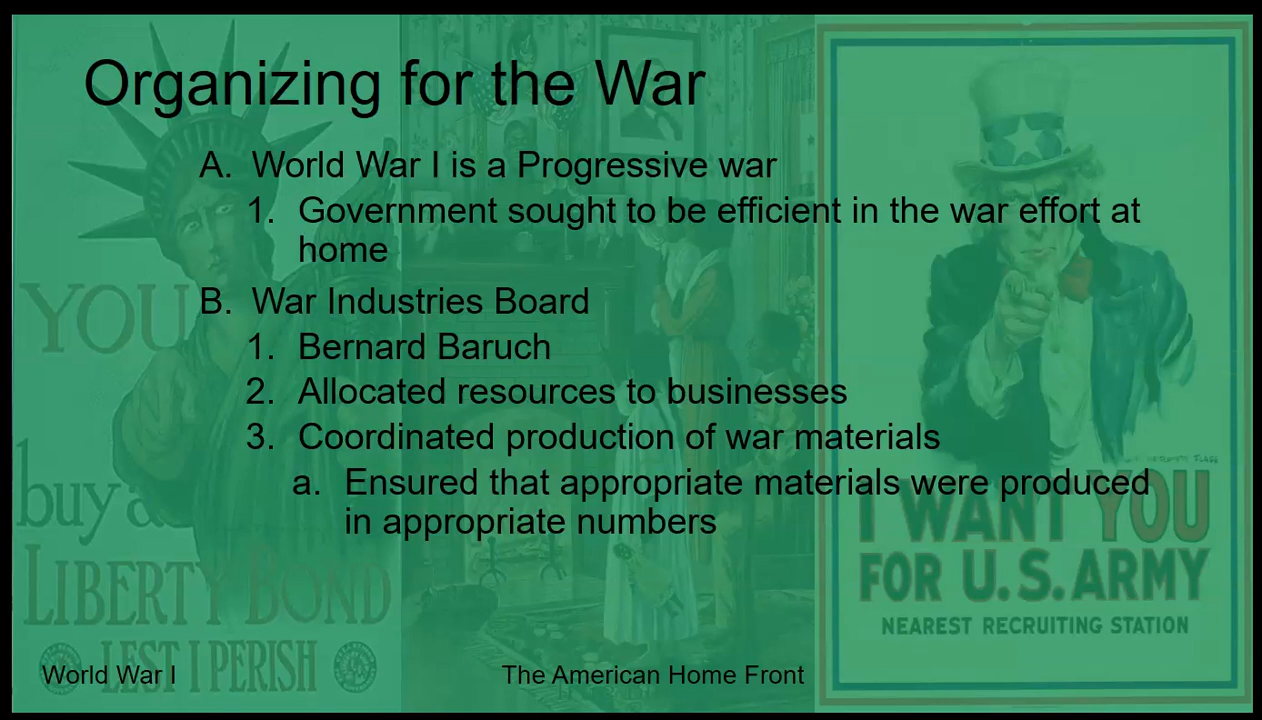 Organizing for the War
A. World War I is a Progressive war
1. Government sought to be efficient in the war effort at
home
B. War Industries Board
1. Bernard Baruch
2. Allocated resources to businesses
3. Coordinated production of war materials
a. Ensured that appropriate materials were produced
in appropriate numbers
YOU
buy a
LIBERTY BOND
LEST I PERISH
I WANT YOU
FOR U.S. ARMY
NEAREST RECRUITING STATION
World War I
The American Home Front